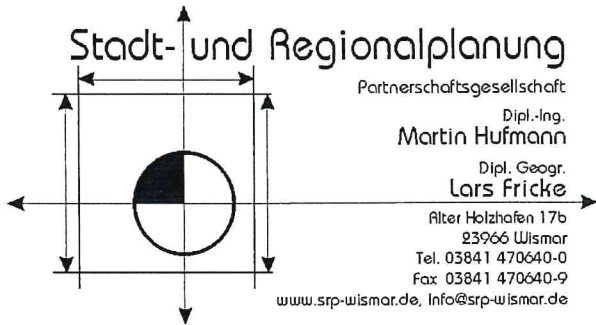 Stadt- und Regionalplanung
Partnerschaftsgesellschaft
Dipl.-Ing.
Martin Hufmann
Dipl. Geogr.
Lars Fricke
Alter Holzhafen 17b
23966 Wismar
Tel. 03841 470640-0
Fax 03841 470640-9
www.srp-wismar.de, info@srp-wismar.de